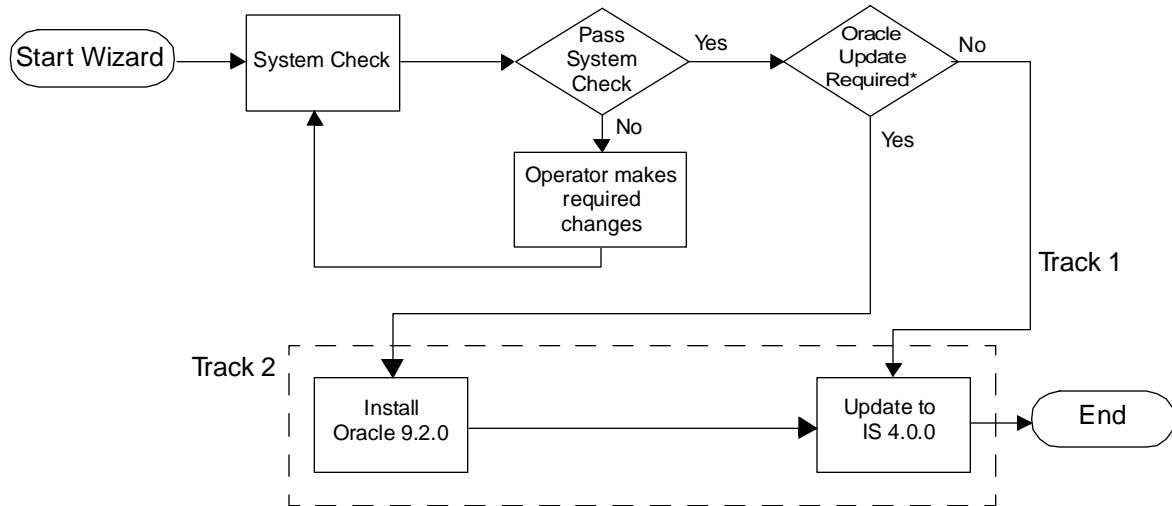 Start Wizard
System Check
Pass
System
Check
Yes
Oracle
Update
Required*
No
No
Yes
Operator makes
required
changes
Track 1
Track 2
Install
Oracle 9.2.0
Update to
IS 4.0.0
End